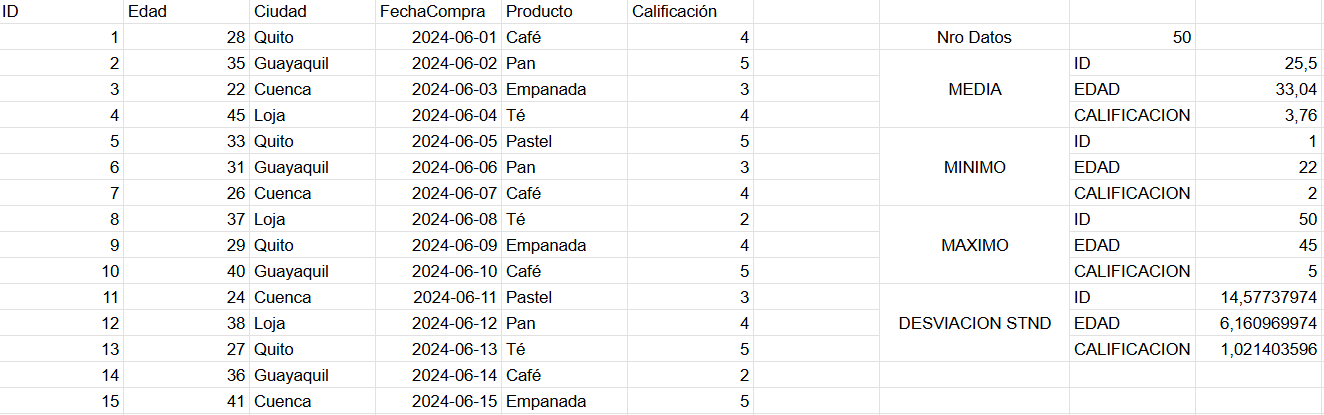 ID Edad Ciudad FechaCompra Producto Calificación
1 28 Quito 2024-06-01 Café 4 Nro Datos 50
2 35 Guayaquil 2024-06-02 Pan 5 ID 25,5
3 22 Cuenca 2024-06-03 Empanada 3 MEDIA EDAD 33,04
4 45 Loja 2024-06-04 Té 4 CALIFICACION 3,76
5 33 Quito 2024-06-05 Pastel 5 ID 1
6 31 Guayaquil 2024-06-06 Pan 3 MINIMO EDAD 22
7 26 Cuenca 2024-06-07 Café 4 CALIFICACION 2
8 37 Loja 2024-06-08 Té 2 ID 50
9 29 Quito 2024-06-09 Empanada 4 MAXIMO EDAD 45
10 40 Guayaquil 2024-06-10 Café 5 CALIFICACION 5
11 24 Cuenca 2024-06-11 Pastel 3 ID 14,57737974
12 38 Loja 2024-06-12 Pan 4 DESVIACION STND EDAD 6,160969974
13 27 Quito 2024-06-13 Té 5 CALIFICACION 1,021403596
14 36 Guayaquil 2024-06-14 Café 2
15 41 Cuenca 2024-06-15 Empanada 5